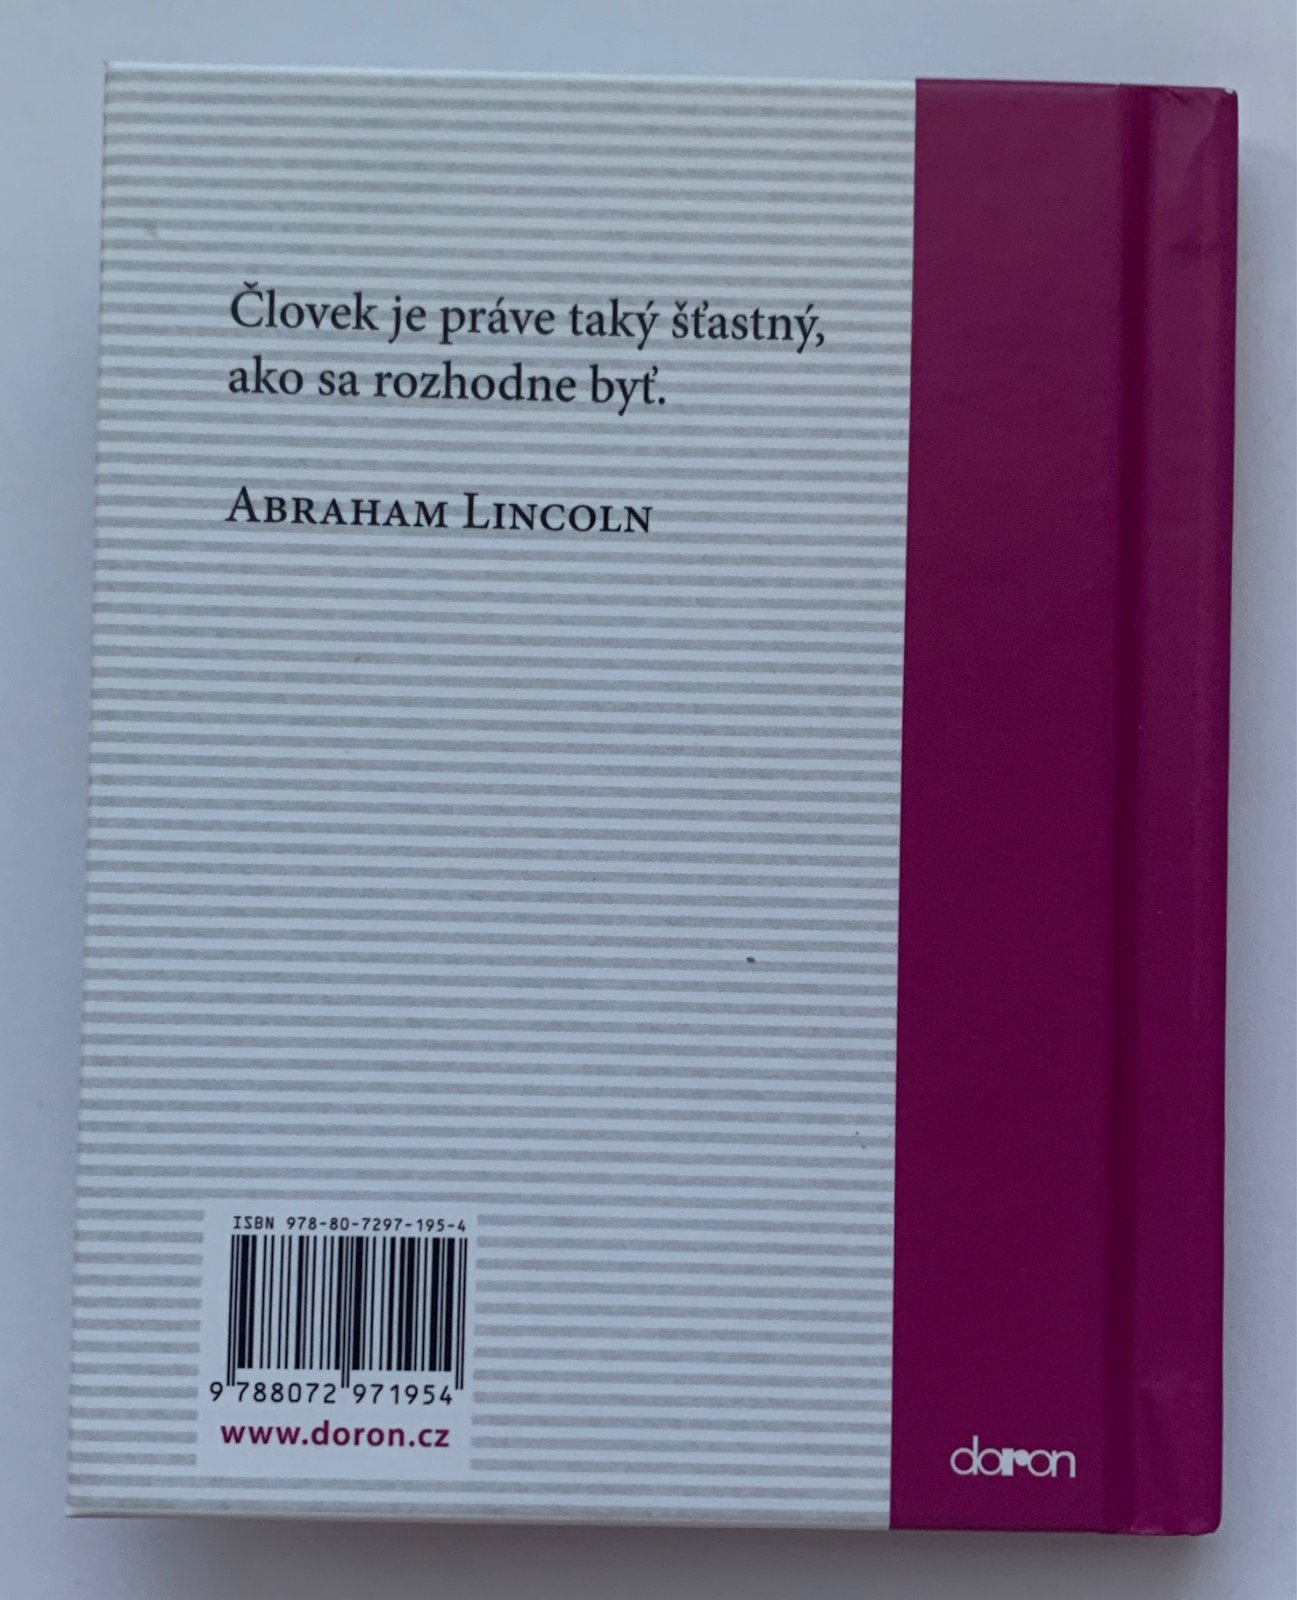 Človek je práve taký šťastný,
ako sa rozhodne byť.
Abraham Lincoln
ISBN 978-80-7297-195-4
9 788072 971954
www.doron.cz
doron